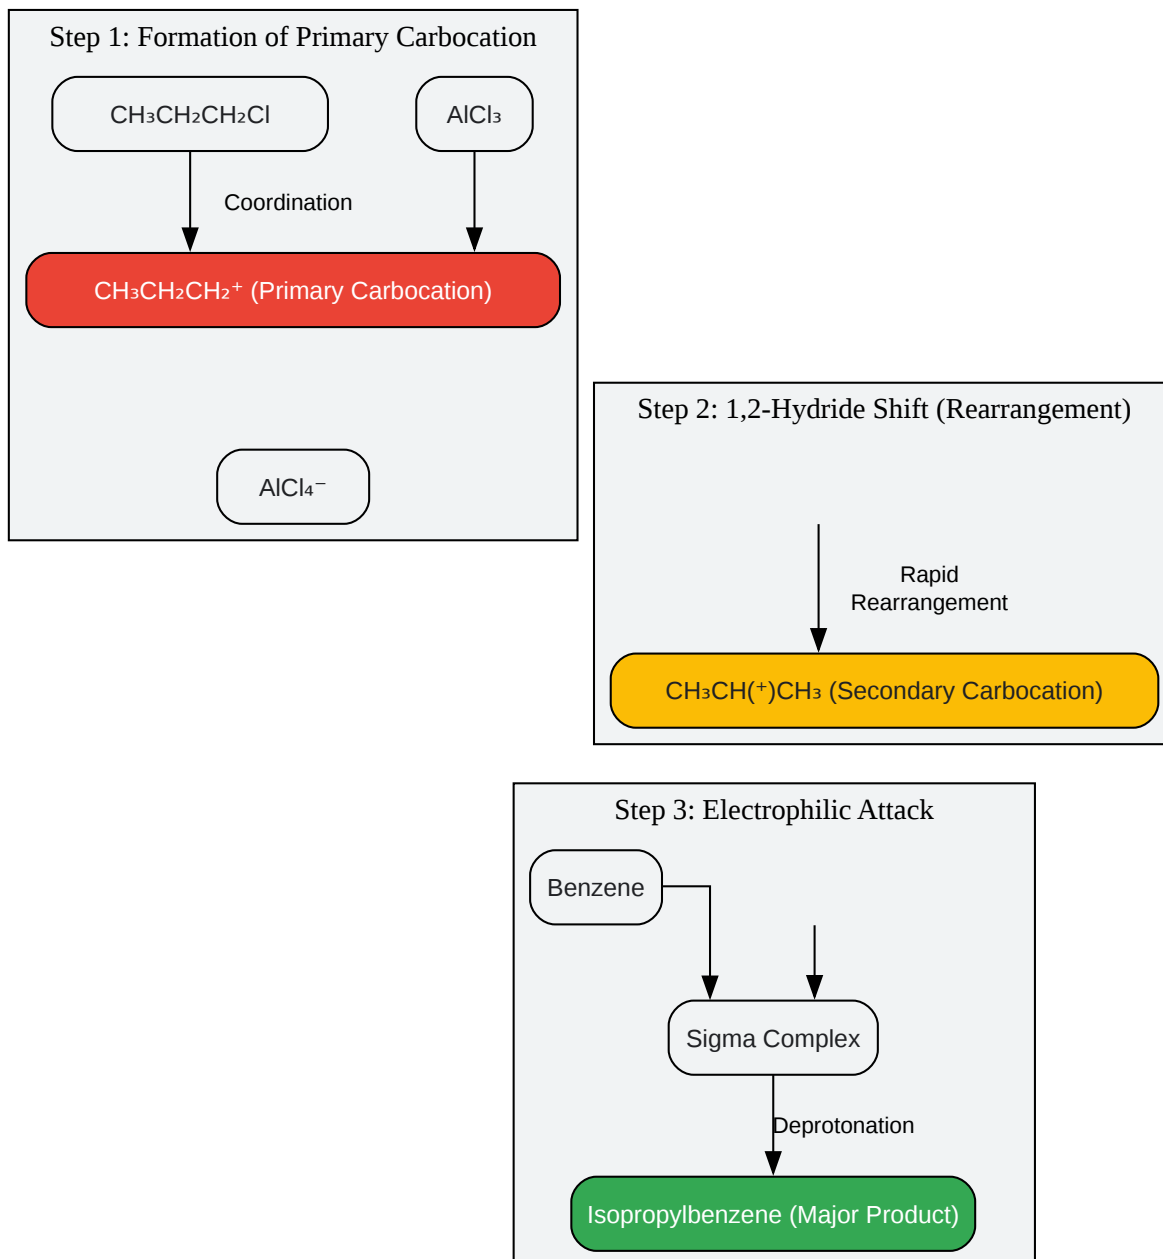 Step 1: Formation of Primary Carbocation
CH₃CH₂CH₂Cl
AlCl₃
Coordination
CH₃CH₂CH₂⁺ (Primary Carbocation)
AlCl₄⁻
Step 2: 1,2-Hydride Shift (Rearrangement)
Rapid
Rearrangement
CH₃CH(⁺)CH₃ (Secondary Carbocation)
Step 3: Electrophilic Attack
Benzene
Sigma Complex
Deprotonation
Isopropylbenzene (Major Product)